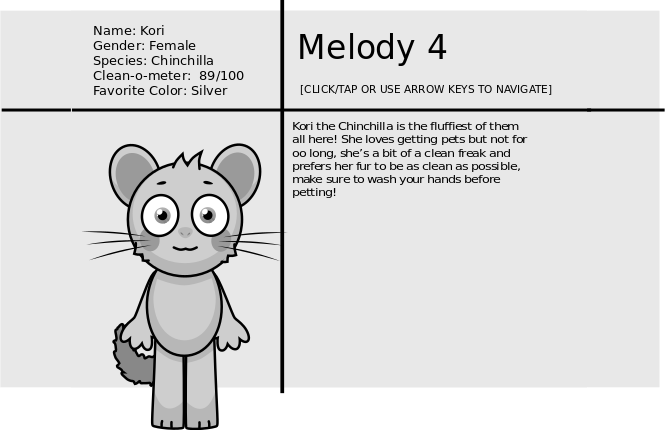 Name: Kori
Gender: Female
Species: Chinchilla
Clean-o-meter:  89/100
Favorite Color: Silver
Melody 4
[CLICK/TAP OR USE ARROW KEYS TO NAVIGATE]
Kori the Chinchilla is the fluffiest of them
all here! She loves getting pets but not for
oo long, she's a bit of a clean freak and
prefers her fur to be as clean as possible,
make sure to wash your hands before
petting!